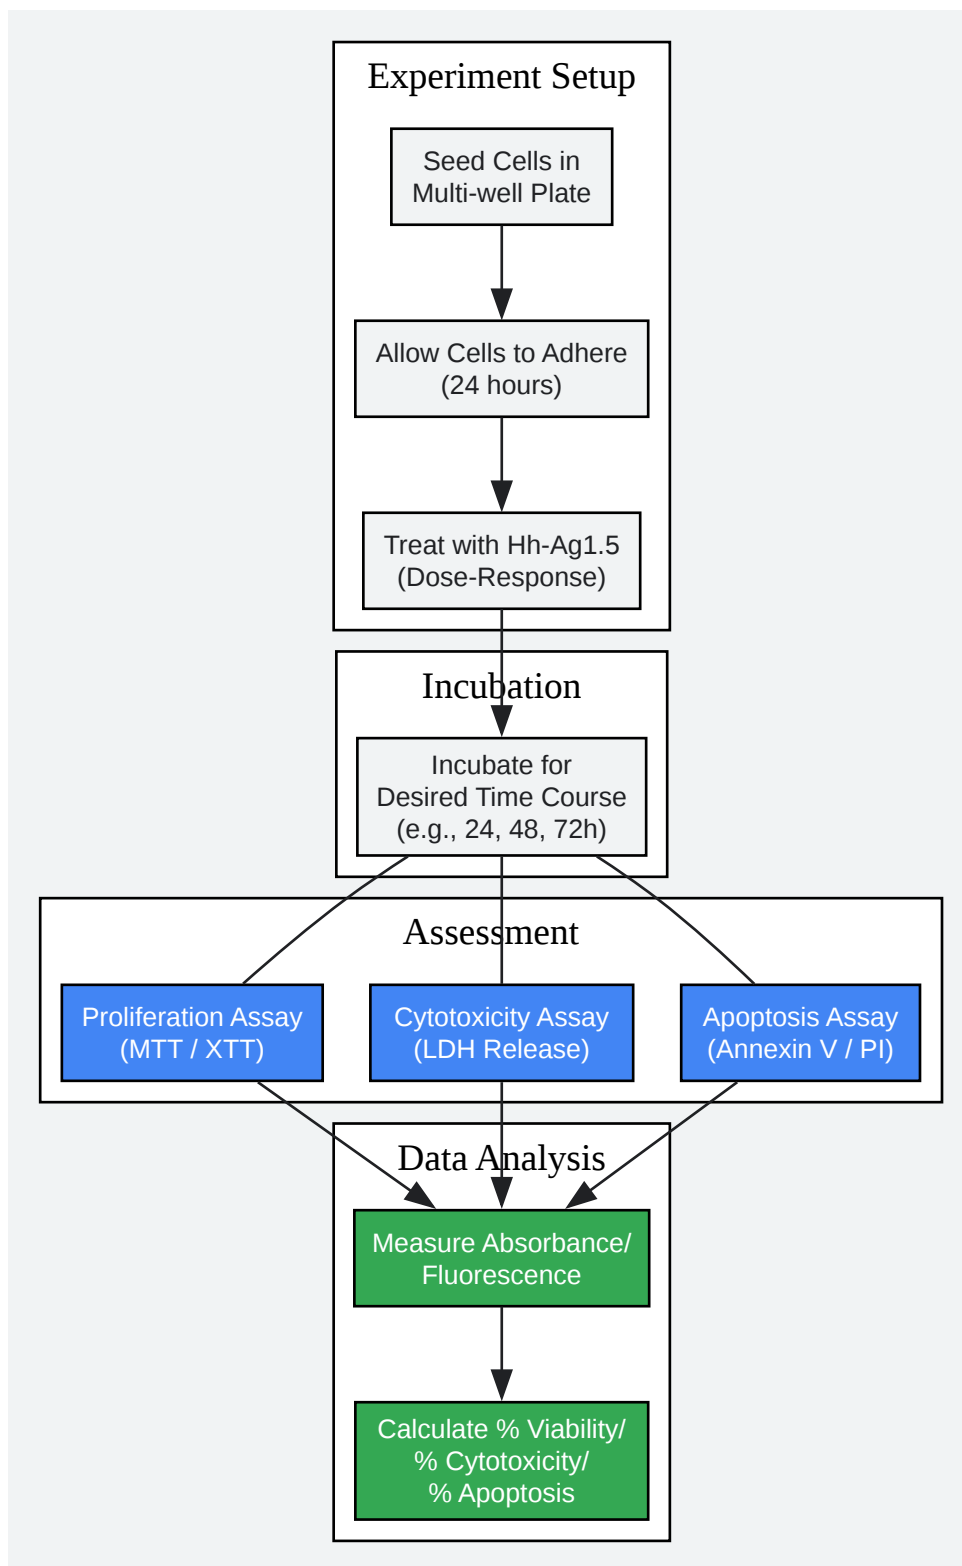 Experiment Setup
Seed Cells in
Multi-well Plate
Allow Cells to Adhere
(24 hours)
Treat with Hh-Ag1.5
(Dose-Response)
Incubation
Incubate for
Desired Time Course
(e.g., 24, 48, 72h)
Assessment
Proliferation Assay
(MTT / XTT)
Cytotoxicity Assay
(LDH Release)
Apoptosis Assay
(Annexin V / PI)
Data Analysis
Measure Absorbance/
Fluorescence
Calculate % Viability/
% Cytotoxicity/
% Apoptosis